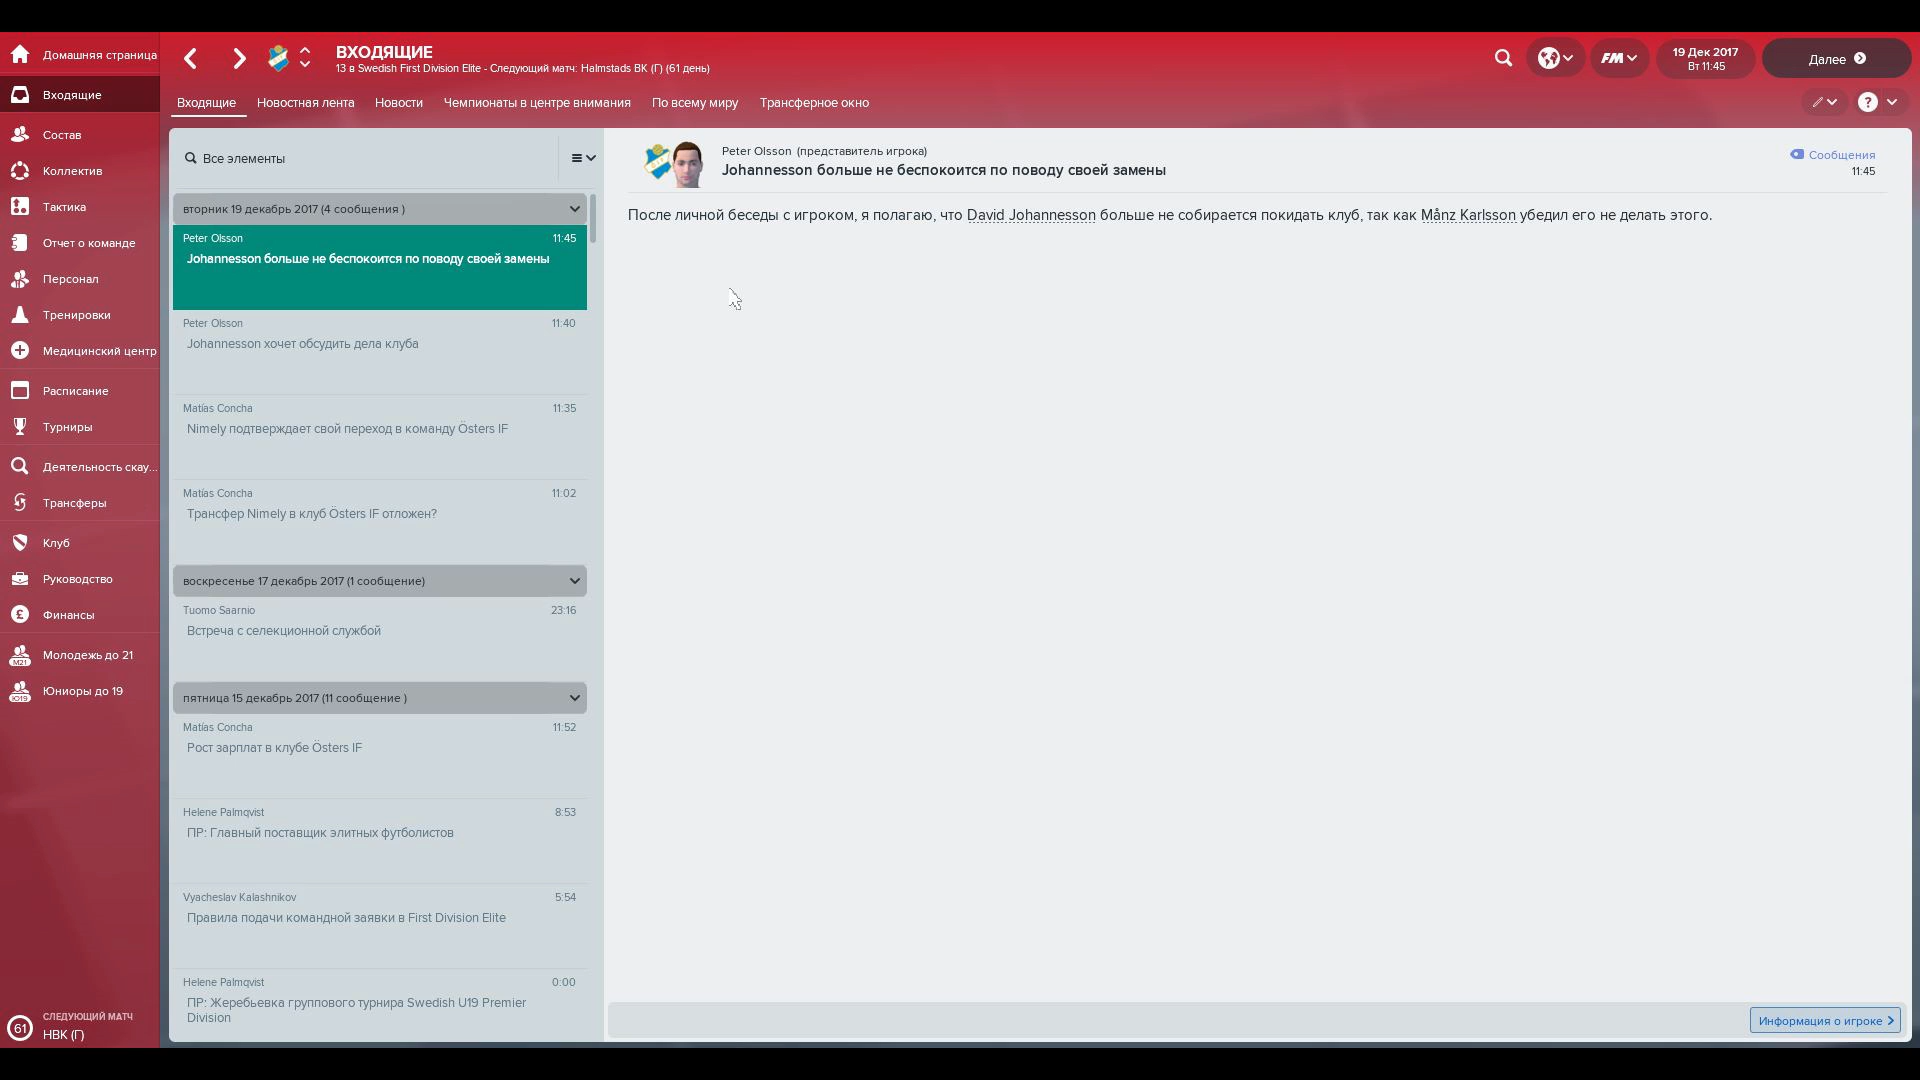 Домашняя страница
Входящие
Состав
Коллектив
Тактика
Отчет о команде
Персонал
Тренировки
Медицинский центр
Расписание
Турниры
Деятельность скау...
Трансферы
Клуб
Руководство
Финансы
M21
Молодежь до 21
Ю19
Юниоры до 19
61
СЛЕДУЮЩИЙ МАТЧ
HBK (Г)
ВХОДЯЩИЕ
13 в Swedish First Division Elite - Следующий матч: Halmstads BK (Г) (61 день)
FM
19 Дек 2017
Вт 11:45
Далее
Входящие
Новостная лента
Новости
Чемпионаты в центре внимания
По всему миру
Трансферное окно
?
Все элементы
вторник 19 декабрь 2017 (4 сообщения )
Peter Olsson 11:45
Johannesson больше не беспокоится по поводу своей замены
Peter Olsson 11:40
Johannesson хочет обсудить дела клуба
Matías Concha 11:35
Nimely подтверждает свой переход в команду Östers IF
Matías Concha 11:02
Трансфер Nimely в клуб Östers IF отложен?
воскресенье 17 декабрь 2017 (1 сообщение)
Tuomo Saarnio 23:16
Встреча с селекционной службой
пятница 15 декабрь 2017 (11 сообщение )
Matías Concha 11:52
Рост зарплат в клубе Östers IF
Helene Palmqvist 8:53
ПР: Главный поставщик элитных футболистов
Vyacheslav Kalashnikov 5:54
Правила подачи командной заявки в First Division Elite
Helene Palmqvist 0:00
ПР: Жеребьевка группового турнира Swedish U19 Premier
Division
Peter Olsson (представитель игрока)
Johannesson больше не беспокоится по поводу своей замены
Сообщения
11:45
После личной беседы с игроком, я полагаю, что David Johannesson больше не собирается покидать клуб, так как Månz Karlsson убедил его не делать этого.
Информация о игроке